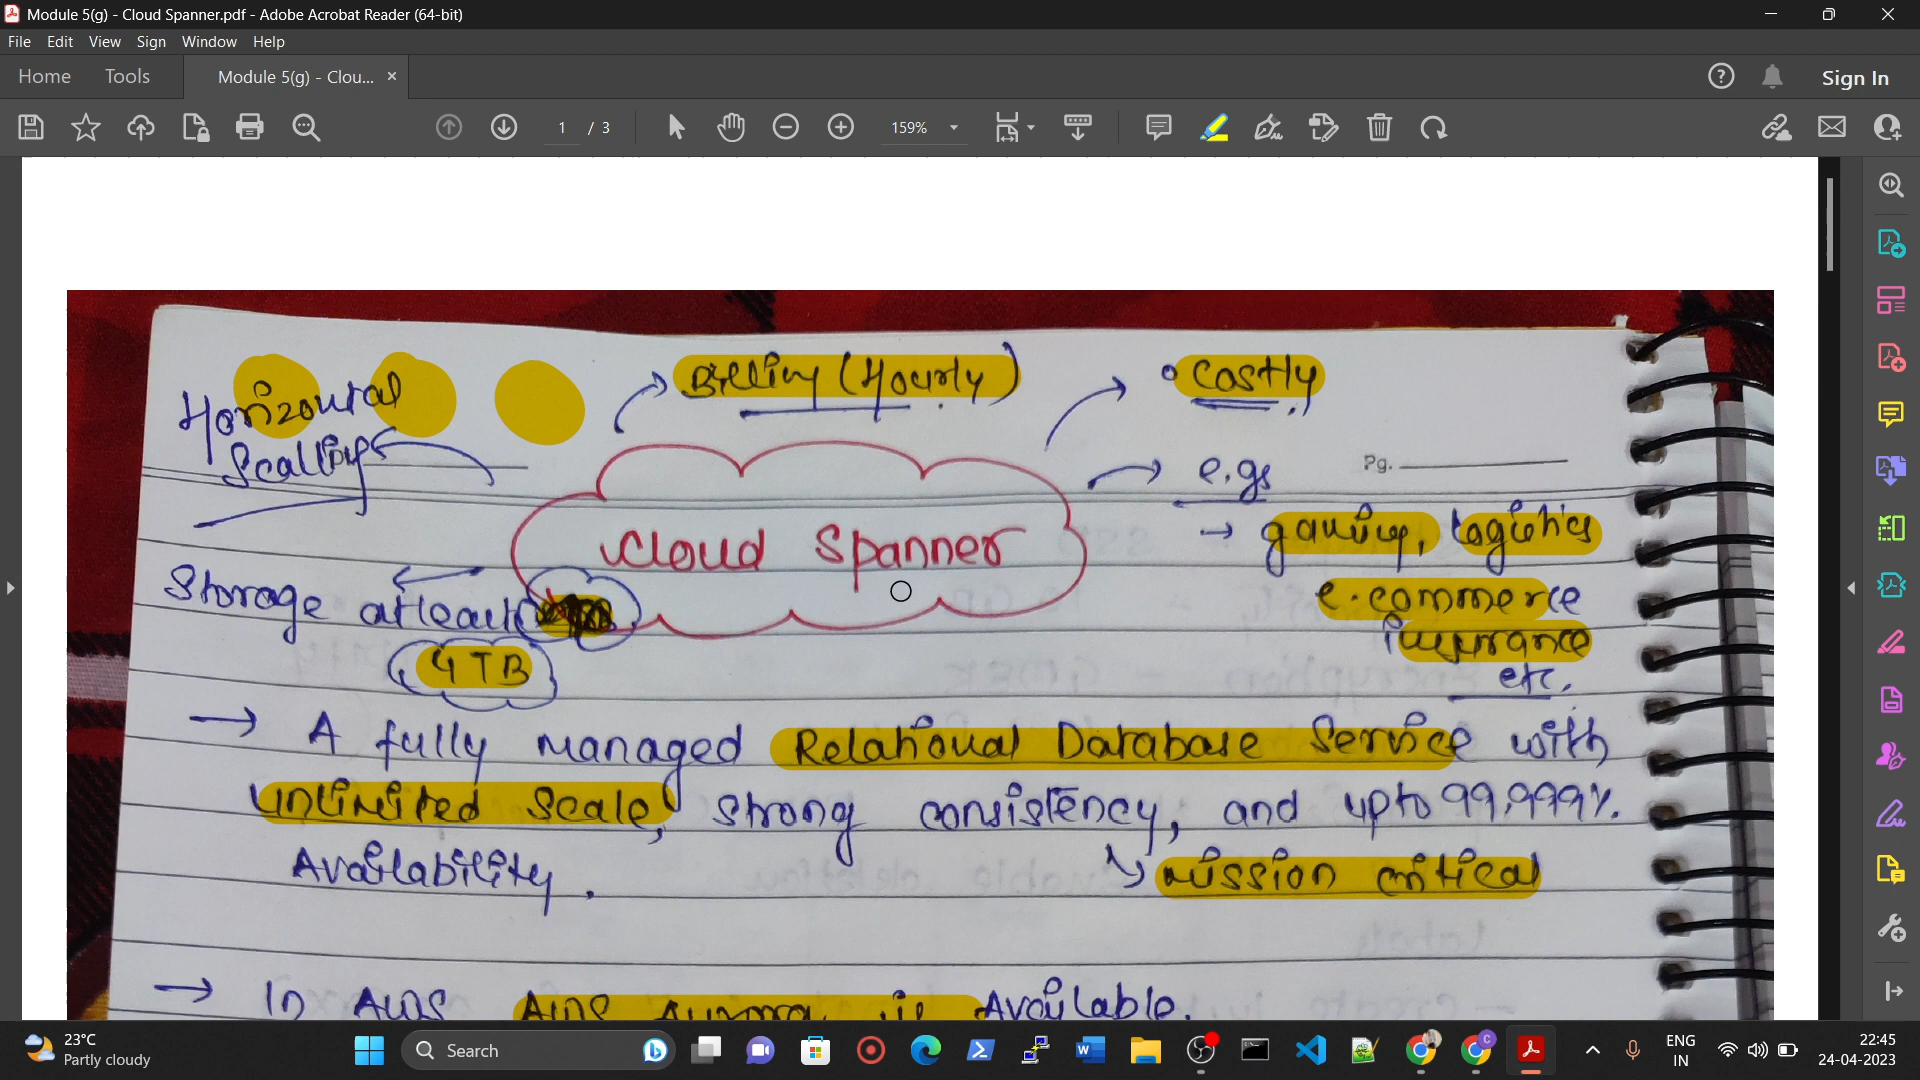 Module 5(g) - Cloud Spanner.pdf - Adobe Acrobat Reader (64-bit)
File Edit View Sign Window Help
Home Tools Module 5(g) - Clou... × Sign In
1 / 3 159%
Billing (Hourly) • Costly
Horizontal
Scalling
e.gs Pg.
Cloud Spanner → gaming, logistics
Storage atleast e.commerce
insurance
4 TB etc.
→ A fully managed Relational Database Service with
Unlimited Scale, strong consistency, and upto 99.999%
Availability. mission critical
→ In AWS Available.
23°C
Partly cloudy
Search
ENG
IN
22:45
24-04-2023